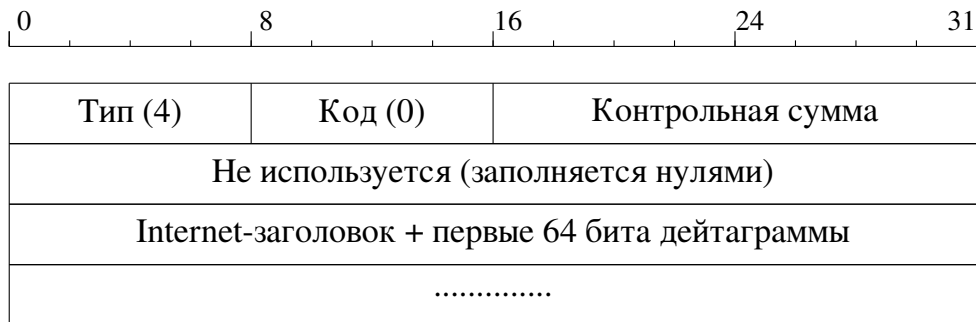 0 8 16 24 31
Тип (4) Код (0) Контрольная сумма
Не используется (заполняется нулями)
Internet-заголовок + первые 64 бита дейтаграммы
..............